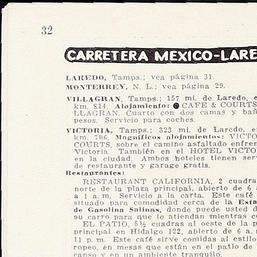 32
CARRETERA MEXICO-LARE
LAREDO, Tamps.; vea página 31.
MONTERREY, N. L.; vea página 29.
VILLAGRAN, Tamps.; 157 mi. de Laredo,
km. 814. Alojamiento: ● CAFE & COURTS
LLAGRAN. Cuarto con dos camas y bañ
pesos. Servicio para coches.
VICTORIA, Tamps.; 323 mi. de Laredo,
km. 706. Magníficos alojamientos: VICTO
COURTS, sobre el camino asfaltado enfren
Victoria. También el HOTEL VICTO
en la ciudad. Ambos hoteles tienen ser
de restaurante y garage gratis.
Restaurantes:
RESTAURANT CALIFORNIA, 2 cuadra
norte de la plaza principal, abierto de 6
a 1 a. m. Servicio a la carta. Este café
situado para comodidad cerca de la Esta
de Gasolina Salinas, donde puede usted d
su carro para que lo atiendan mientras c
EL PATIO, 5½ cuadras al oeste de la p
principal en Hidalgo 122, abierto de 6 a.
11 p. m. Este café sirve comidas al estilo
ropeo, en mesas que están en el patio de
canso y en un ambiente tranquilo.